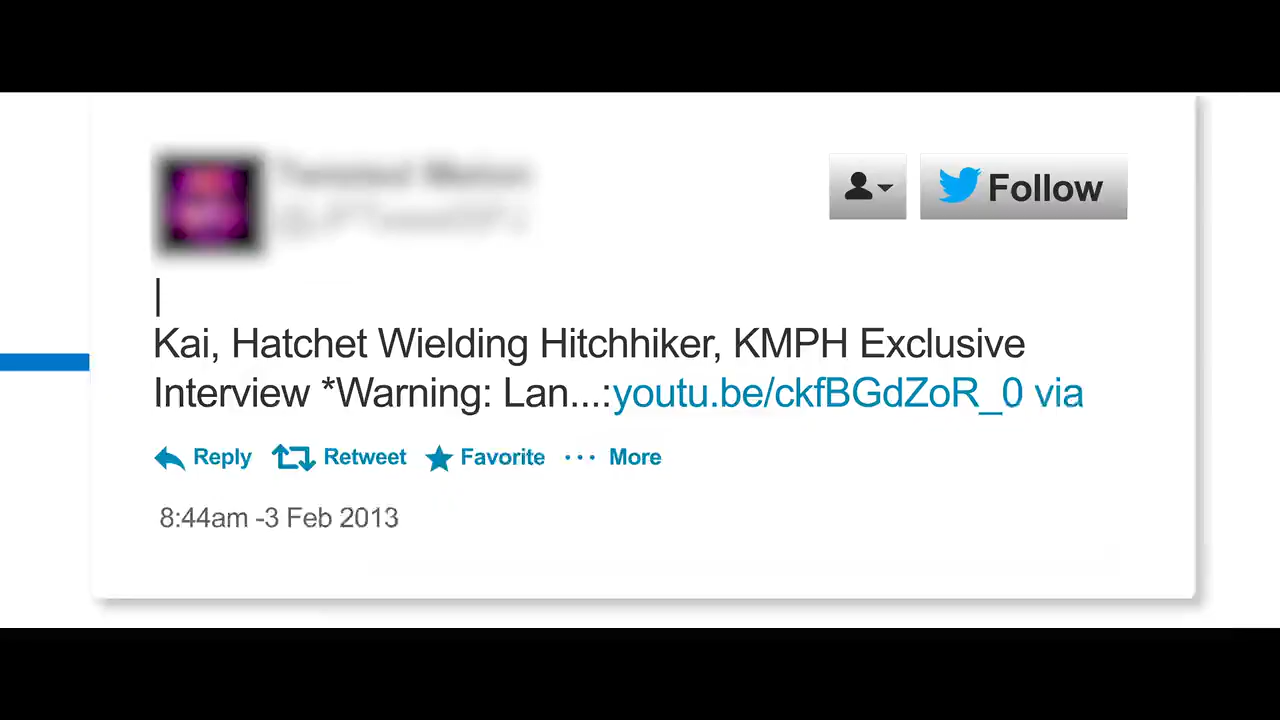 Follow
Kai, Hatchet Wielding Hitchhiker, KMPH Exclusive
Interview *Warning: Lan...:youtu.be/ckfBGdZoR_0 via
Reply Retweet Favorite ··· More
8:44am -3 Feb 2013